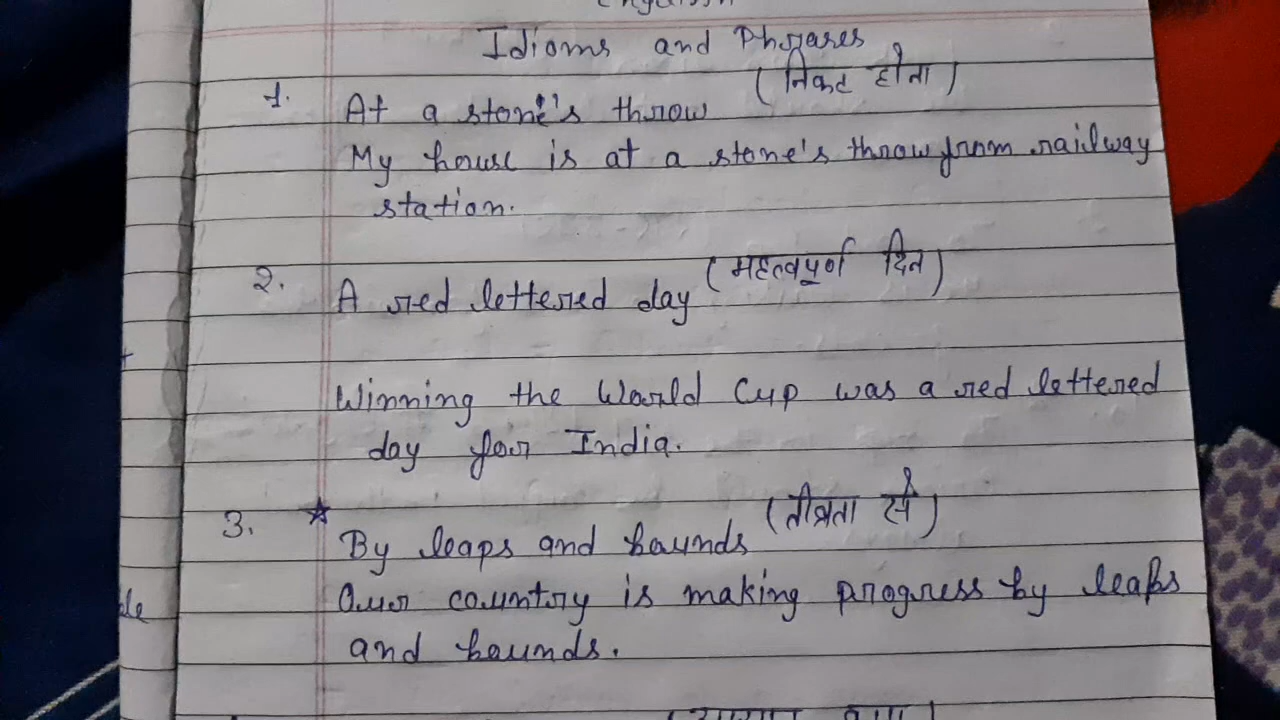 Idioms and Phrases
1. At a stone's throw (निकट होना)
My house is at a stone's throw from railway
station.
2. A red lettered day (महत्वपूर्ण दिन)
Winning the World Cup was a red lettered
day for India.
3. ☆ By leaps and bounds (तीव्रता से)
Our country is making progress by leaps
and bounds.